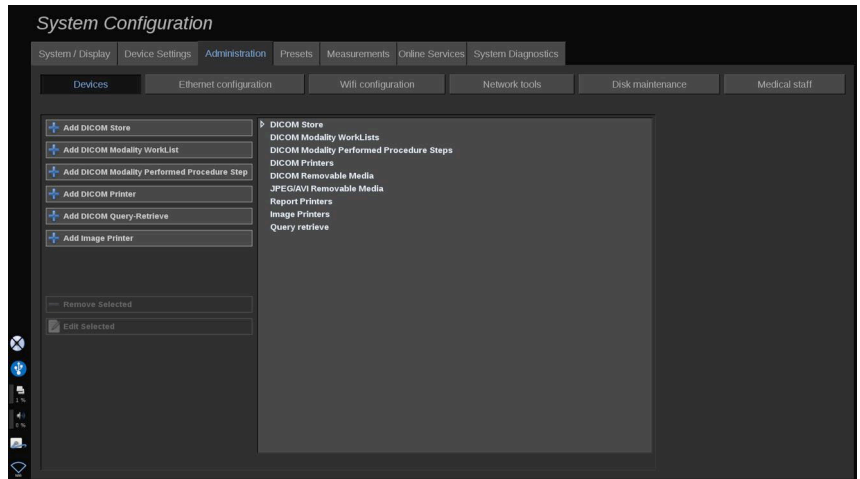 System Configuration
System / Display
Device Settings
Administration
Presets
Measurements
Online Services
System Diagnostics
Devices
Ethernet configuration
Wifi configuration
Network tools
Disk maintenance
Medical staff
Add DICOM Store
Add DICOM Modality WorkList
Add DICOM Modality Performed Procedure Step
Add DICOM Printer
Add DICOM Query-Retrieve
Add Image Printer
Remove Selected
Edit Selected
DICOM Store
DICOM Modality WorkLists
DICOM Modality Performed Procedure Steps
DICOM Printers
DICOM Removable Media
JPEG/AVI Removable Media
Report Printers
Image Printers
Query retrieve
1 %
0 %